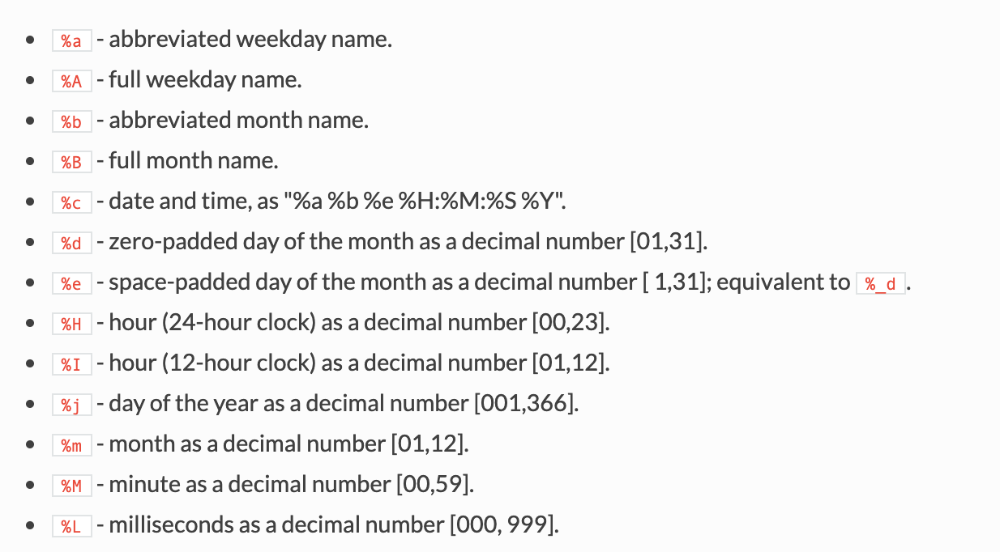 %a - abbreviated weekday name.
%A - full weekday name.
%b - abbreviated month name.
%B - full month name.
%c - date and time, as "%a %b %e %H:%M:%S %Y".
%d - zero-padded day of the month as a decimal number [01,31].
%e - space-padded day of the month as a decimal number [ 1,31]; equivalent to %_d.
%H - hour (24-hour clock) as a decimal number [00,23].
%I - hour (12-hour clock) as a decimal number [01,12].
%j - day of the year as a decimal number [001,366].
%m - month as a decimal number [01,12].
%M - minute as a decimal number [00,59].
%L - milliseconds as a decimal number [000, 999].